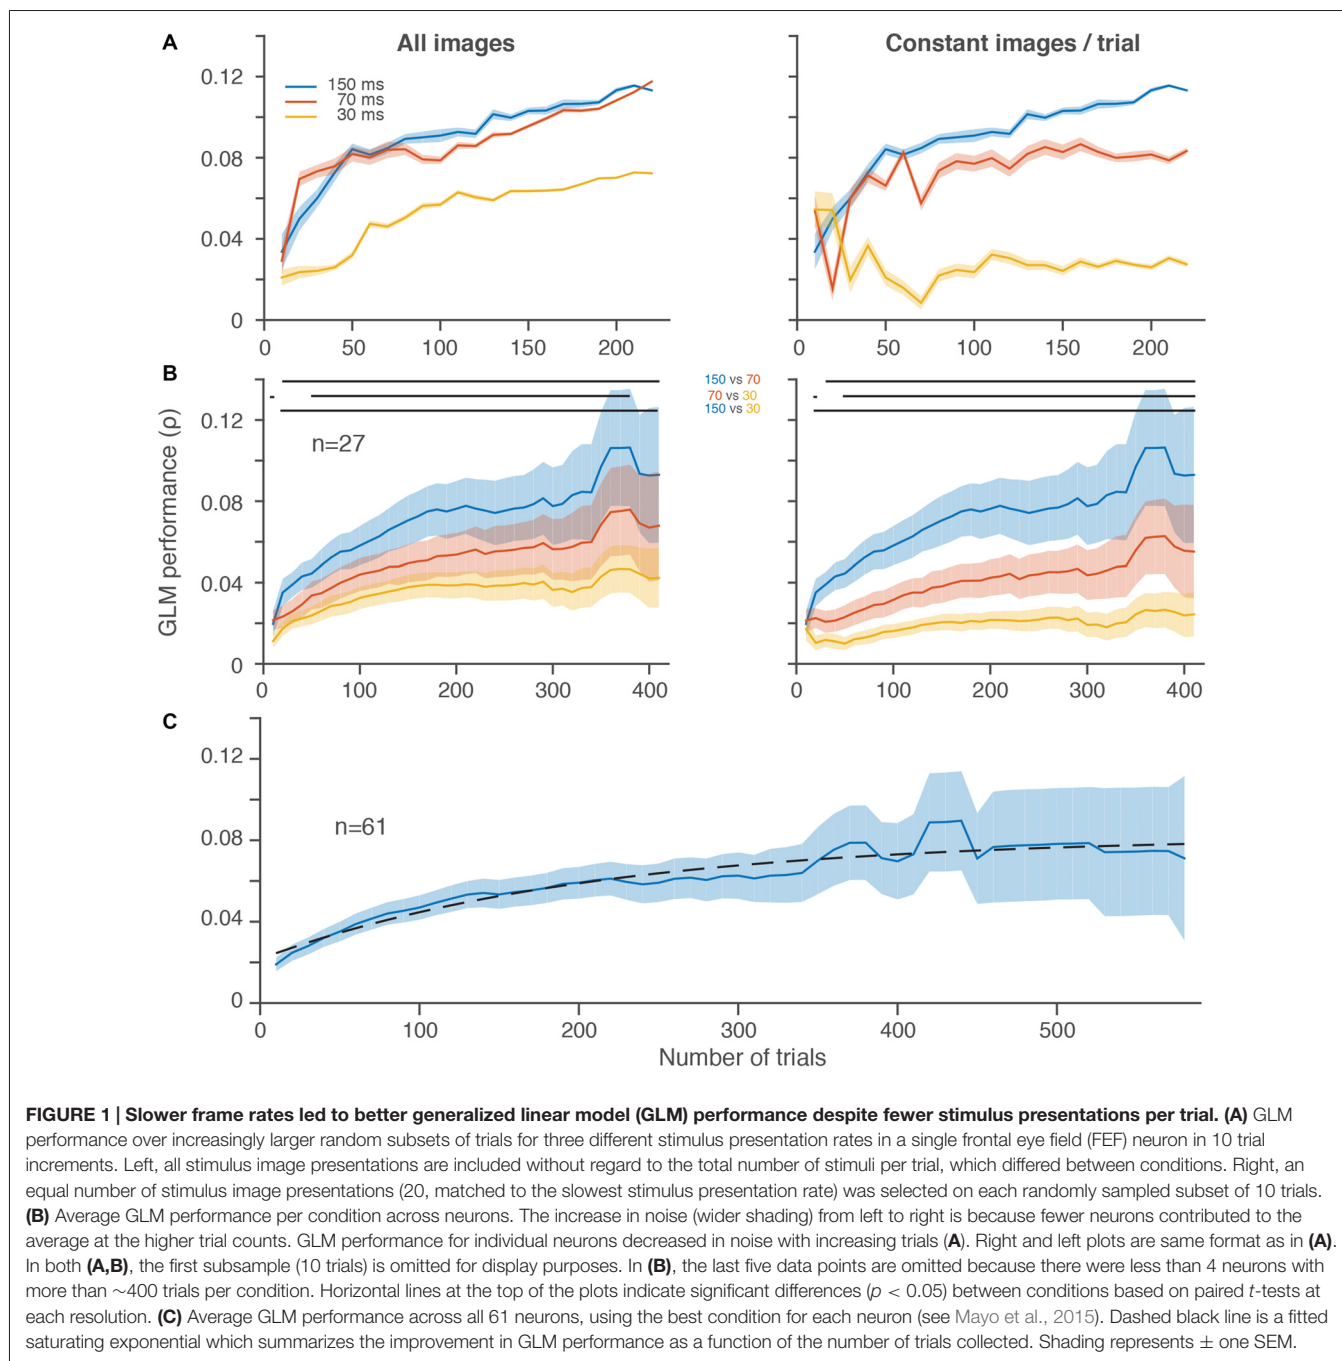 A
All images
Constant images / trial
150 ms
70 ms
30 ms
0.12
0.08
0.04
0
0 50 100 150 200
0 50 100 150 200
B
150 vs 70
70 vs 30
150 vs 30
n=27
GLM performance (ρ)
0.12
0.08
0.04
0
0 100 200 300 400
0 100 200 300 400
C
n=61
0.12
0.08
0.04
0
0 100 200 300 400 500
Number of trials
FIGURE 1 | Slower frame rates led to better generalized linear model (GLM) performance despite fewer stimulus presentations per trial. (A) GLM
performance over increasingly larger random subsets of trials for three different stimulus presentation rates in a single frontal eye field (FEF) neuron in 10 trial
increments. Left, all stimulus image presentations are included without regard to the total number of stimuli per trial, which differed between conditions. Right, an
equal number of stimulus image presentations (20, matched to the slowest stimulus presentation rate) was selected on each randomly sampled subset of 10 trials.
(B) Average GLM performance per condition across neurons. The increase in noise (wider shading) from left to right is because fewer neurons contributed to the
average at the higher trial counts. GLM performance for individual neurons decreased in noise with increasing trials (A). Right and left plots are same format as in (A).
In both (A,B), the first subsample (10 trials) is omitted for display purposes. In (B), the last five data points are omitted because there were less than 4 neurons with
more than ∼400 trials per condition. Horizontal lines at the top of the plots indicate significant differences (p < 0.05) between conditions based on paired t-tests at
each resolution. (C) Average GLM performance across all 61 neurons, using the best condition for each neuron (see Mayo et al., 2015). Dashed black line is a fitted
saturating exponential which summarizes the improvement in GLM performance as a function of the number of trials collected. Shading represents ± one SEM.